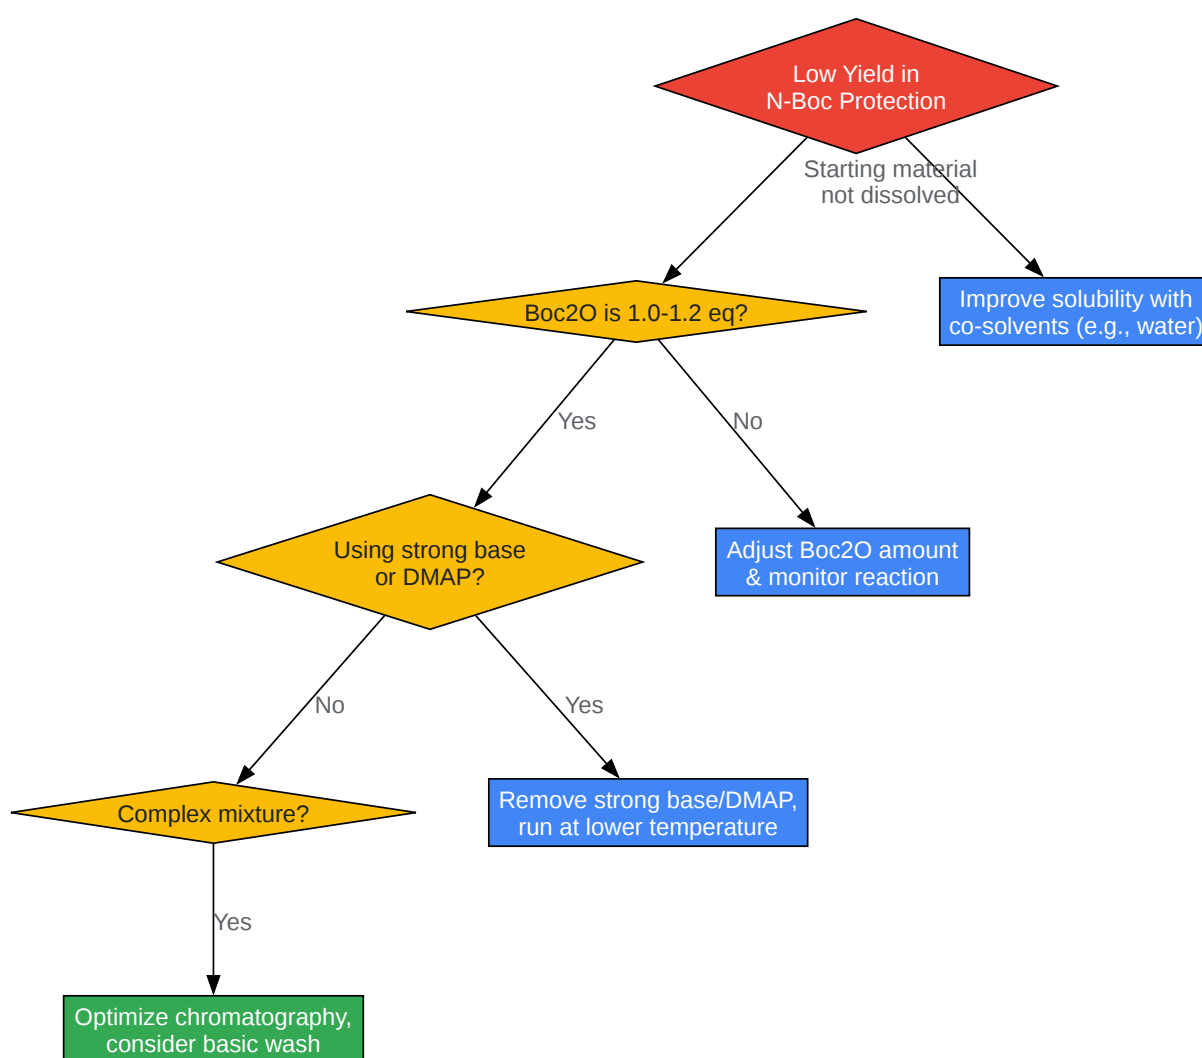 Low Yield in
N-Boc Protection
Starting material
not dissolved
Improve solubility with
co-solvents (e.g., water)
Boc2O is 1.0-1.2 eq?
Yes
No
Using strong base
or DMAP?
Adjust Boc2O amount
& monitor reaction
No
Yes
Complex mixture?
Remove strong base/DMAP,
run at lower temperature
Yes
Optimize chromatography,
consider basic wash